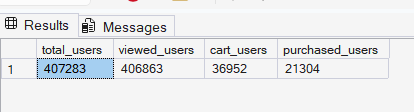 Results Messages
total_users viewed_users cart_users purchased_users
1 407283 406863 36952 21304